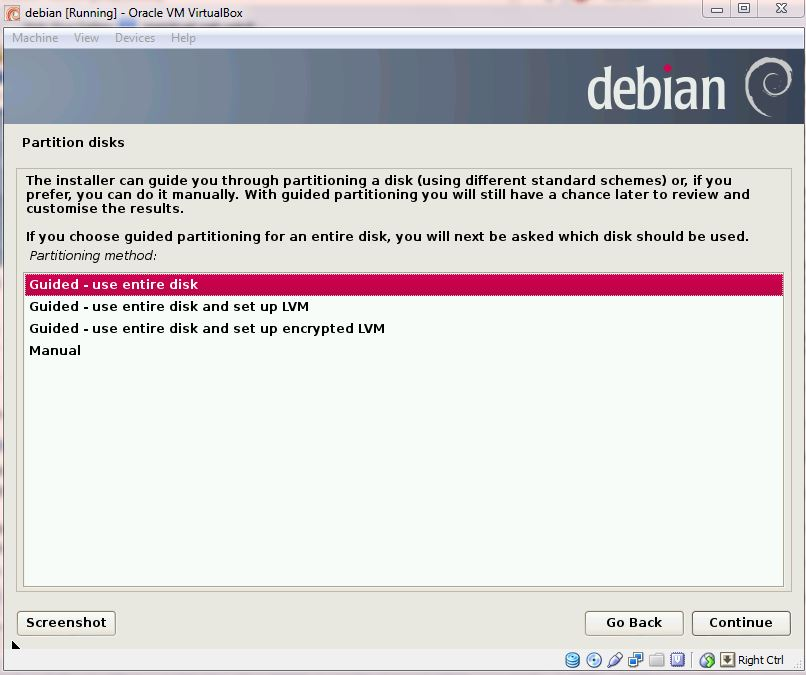 debian [Running] - Oracle VM VirtualBox
Machine View Devices Help
debian
Partition disks
The installer can guide you through partitioning a disk (using different standard schemes) or, if you
prefer, you can do it manually. With guided partitioning you will still have a chance later to review and
customise the results.
If you choose guided partitioning for an entire disk, you will next be asked which disk should be used.
Partitioning method:
Guided - use entire disk
Guided - use entire disk and set up LVM
Guided - use entire disk and set up encrypted LVM
Manual
Screenshot Go Back Continue
Right Ctrl